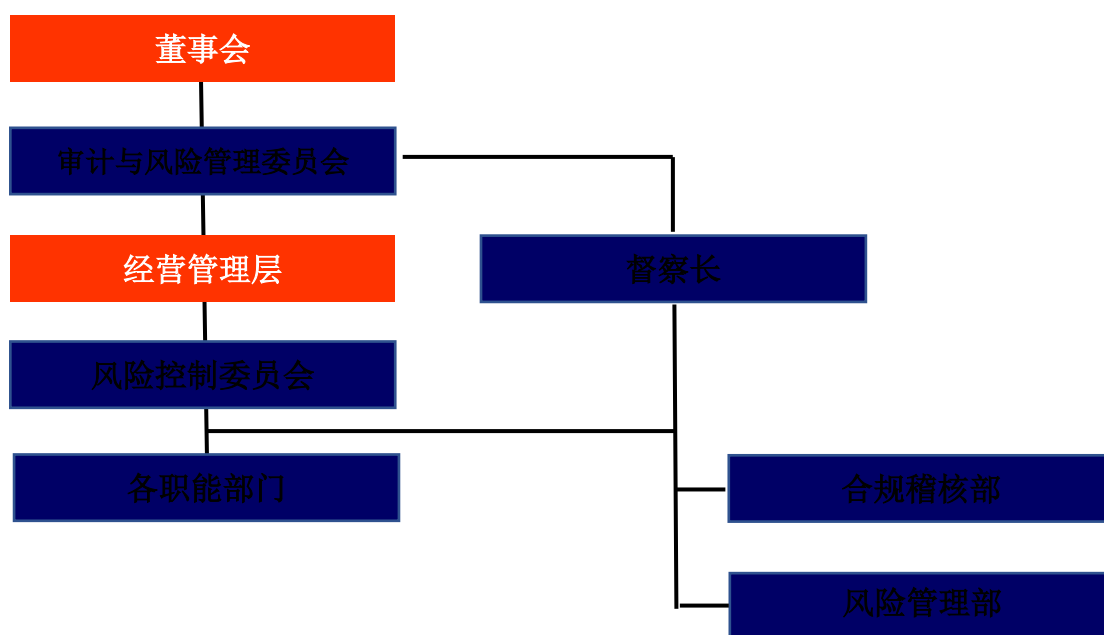 董事会
审计与风险管理委员会
经营管理层
督察长
风险控制委员会
各职能部门
合规稽核部
风险管理部